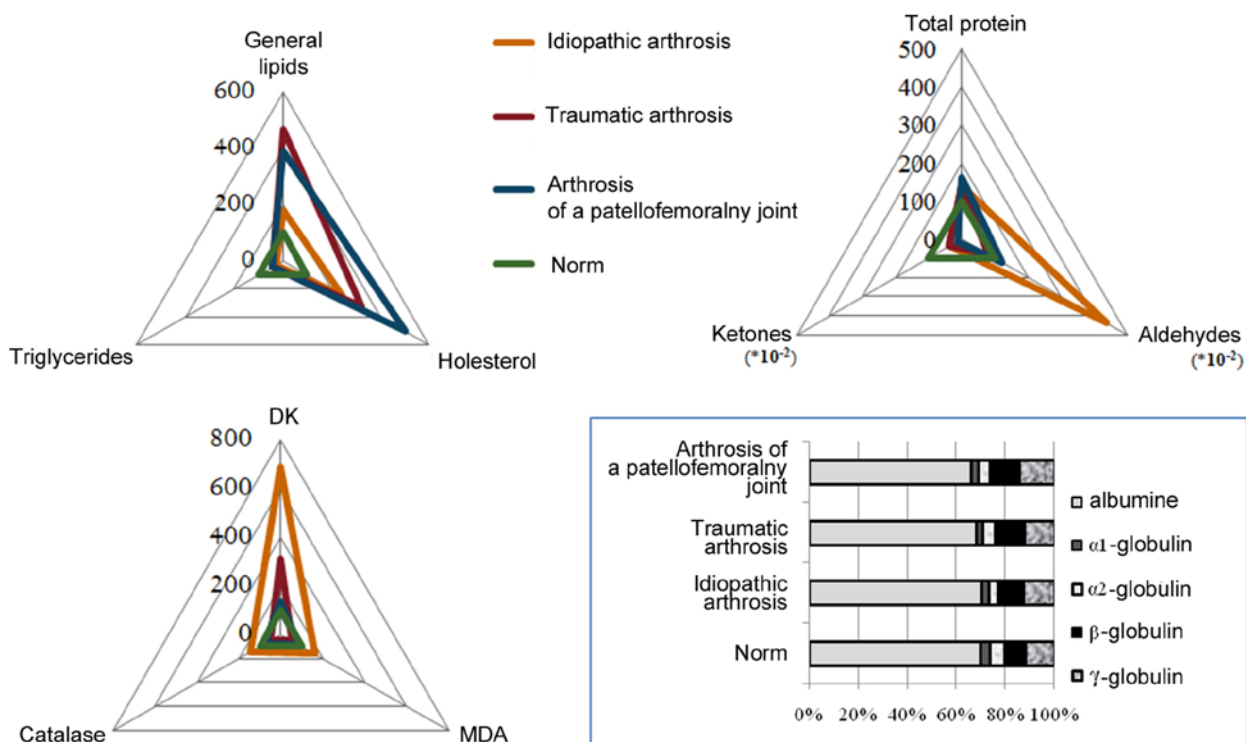 General
lipids
600
400
200
0
Triglycerides
Holesterol
Idiopathic arthrosis
Traumatic arthrosis
Arthrosis
of a patellofemoralny joint
Norm
Total protein
500
400
300
200
100
0
Ketones
(*10-2)
Aldehydes
(*10-2)
DK
800
600
400
200
0
Catalase
MDA
Arthrosis of
a patellofemoralny
joint
Traumatic
arthrosis
Idiopathic
arthrosis
Norm
0% 20% 40% 60% 80% 100%
albumine
α1-globulin
α2-globulin
β-globulin
γ-globulin